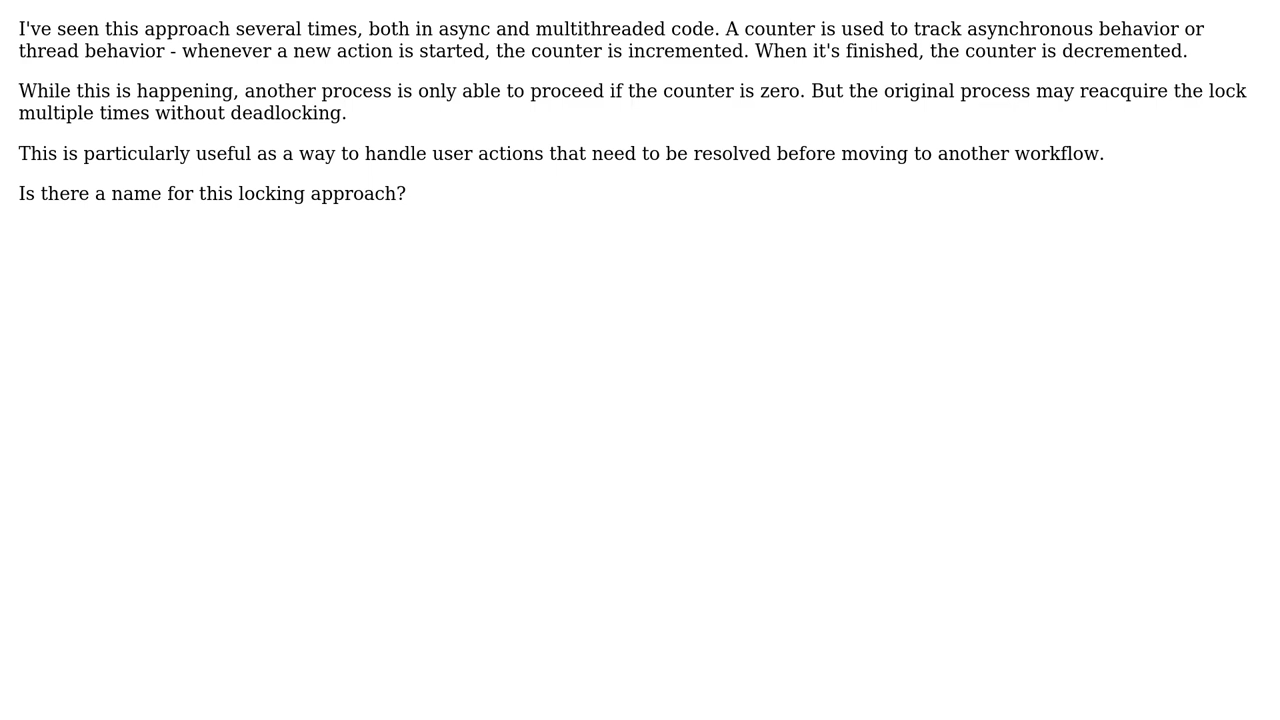 I've seen this approach several times, both in async and multithreaded code. A counter is used to track asynchronous behavior or
thread behavior - whenever a new action is started, the counter is incremented. When it's finished, the counter is decremented.
While this is happening, another process is only able to proceed if the counter is zero. But the original process may reacquire the lock
multiple times without deadlocking.
This is particularly useful as a way to handle user actions that need to be resolved before moving to another workflow.
Is there a name for this locking approach?